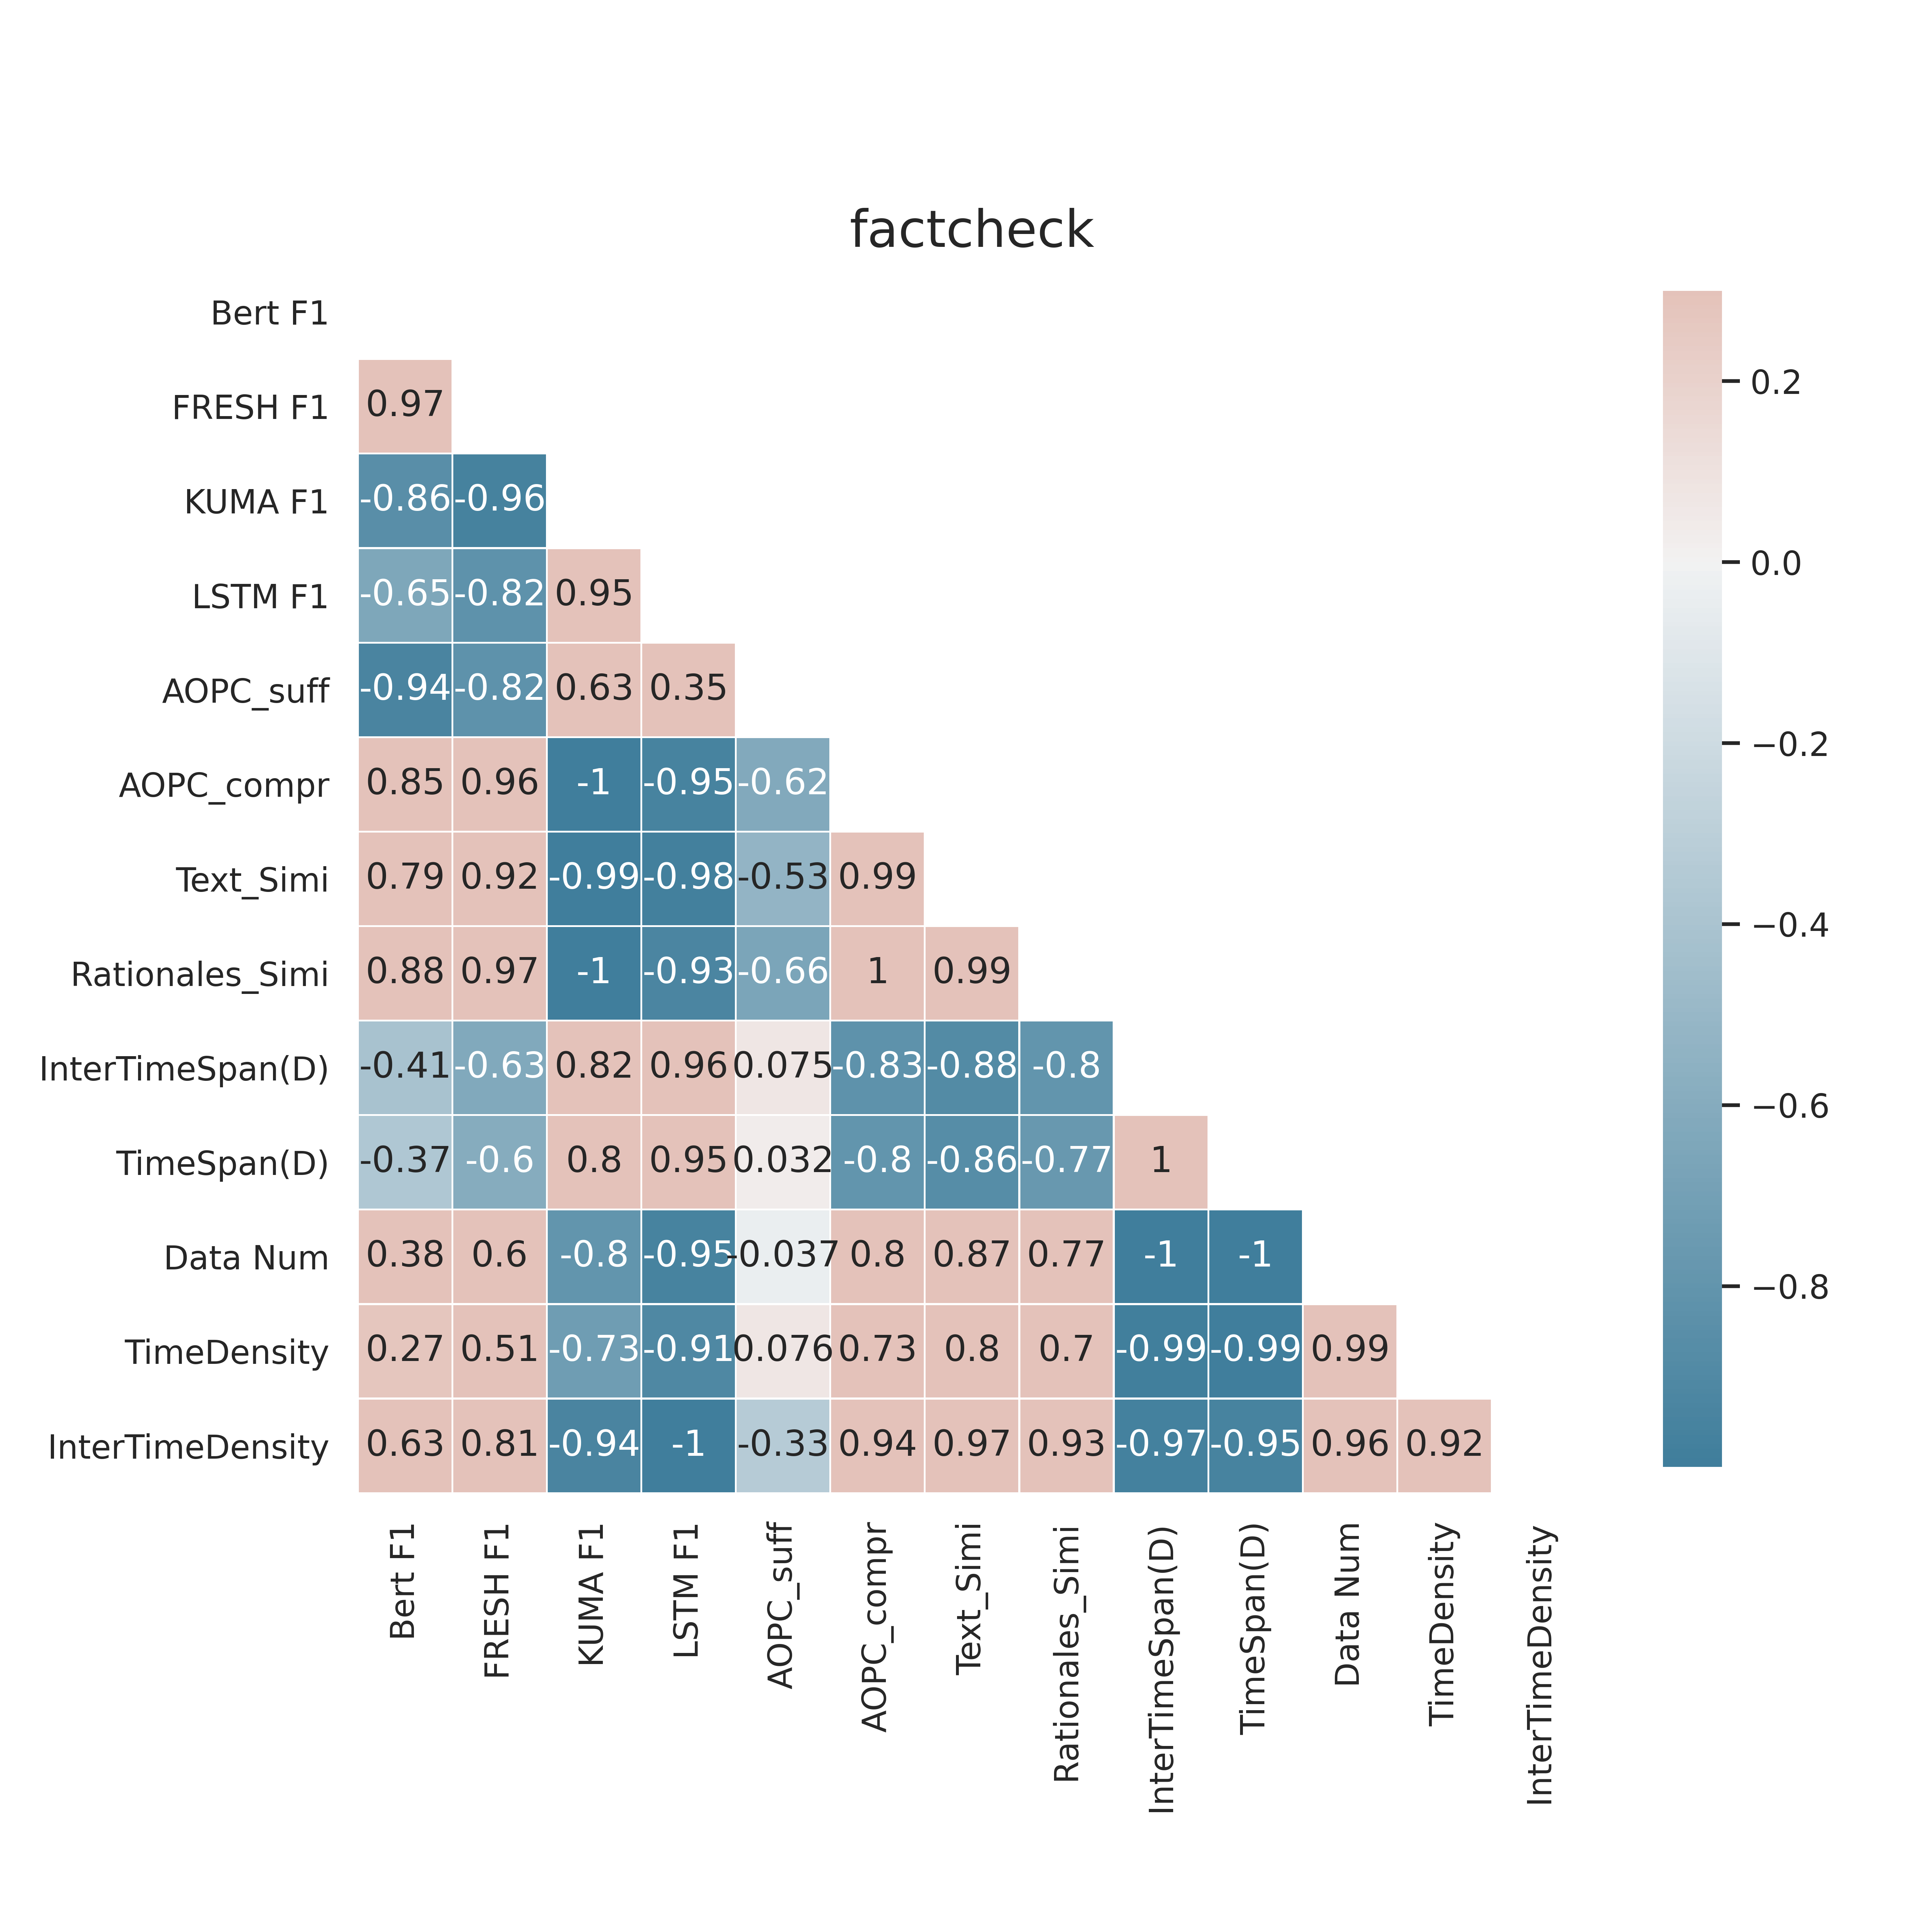 factcheck
Bert F1
FRESH F1 0.97
KUMA F1 -0.86 -0.96
LSTM F1 -0.65 -0.82 0.95
AOPC_suff -0.94 -0.82 0.63 0.35
AOPC_compr 0.85 0.96 -1 -0.95 -0.62
Text_Simi 0.79 0.92 -0.99 -0.98 -0.53 0.99
Rationales_Simi 0.88 0.97 -1 -0.93 -0.66 1 0.99
InterTimeSpan(D) -0.41 -0.63 0.82 0.96 0.075 -0.83 -0.88 -0.8
TimeSpan(D) -0.37 -0.6 0.8 0.95 0.032 -0.8 -0.86 -0.77 1
Data Num 0.38 0.6 -0.8 -0.95 -0.037 0.8 0.87 0.77 -1 -1
TimeDensity 0.27 0.51 -0.73 -0.91 0.076 0.73 0.8 0.7 -0.99 -0.99 0.99
InterTimeDensity 0.63 0.81 -0.94 -1 -0.33 0.94 0.97 0.93 -0.97 -0.95 0.96 0.92
Bert F1
FRESH F1
KUMA F1
LSTM F1
AOPC_suff
AOPC_compr
Text_Simi
Rationales_Simi
InterTimeSpan(D)
TimeSpan(D)
Data Num
TimeDensity
InterTimeDensity
0.2
0.0
−0.2
−0.4
−0.6
−0.8